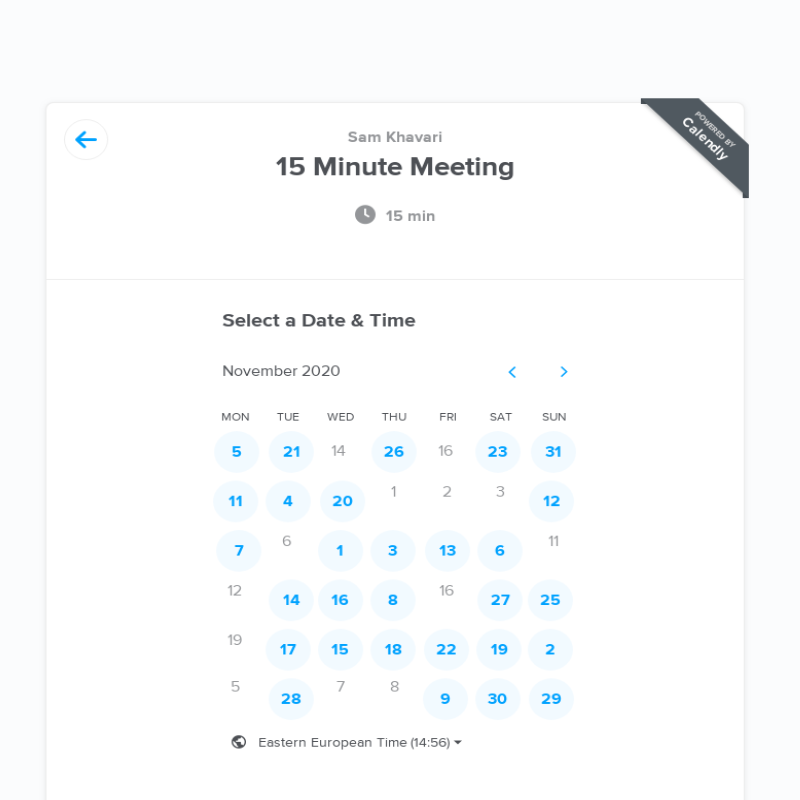 POWERED BY
Calendly
Sam Khavari
15 Minute Meeting
15 min
Select a Date & Time
November 2020
MON TUE WED THU FRI SAT SUN
5 21 14 26 16 23 31
11 4 20 1 2 3 12
7 6 1 3 13 6 11
12 14 16 8 16 27 25
19 17 15 18 22 19 2
5 28 7 8 9 30 29
Eastern European Time (14:56)